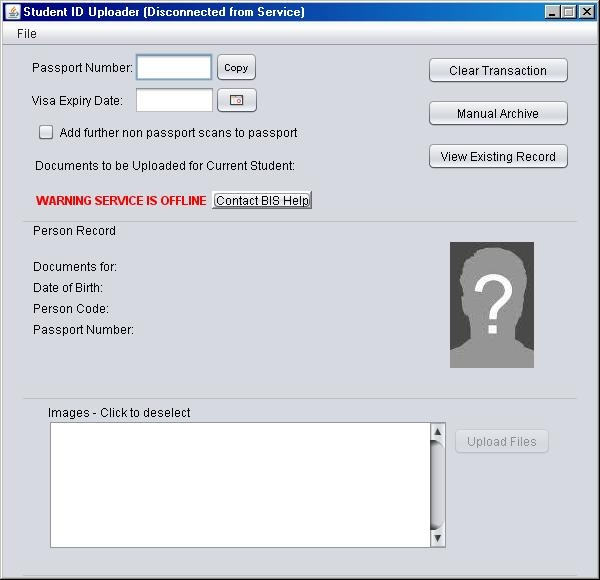 Student ID Uploader (Disconnected from Service)
File
Passport Number: Copy Clear Transaction
Visa Expiry Date: Manual Archive
Add further non passport scans to passport
Documents to be Uploaded for Current Student: View Existing Record
WARNING SERVICE IS OFFLINE Contact BIS Help
Person Record
Documents for:
Date of Birth:
Person Code:
Passport Number:
?
Images - Click to deselect
Upload Files